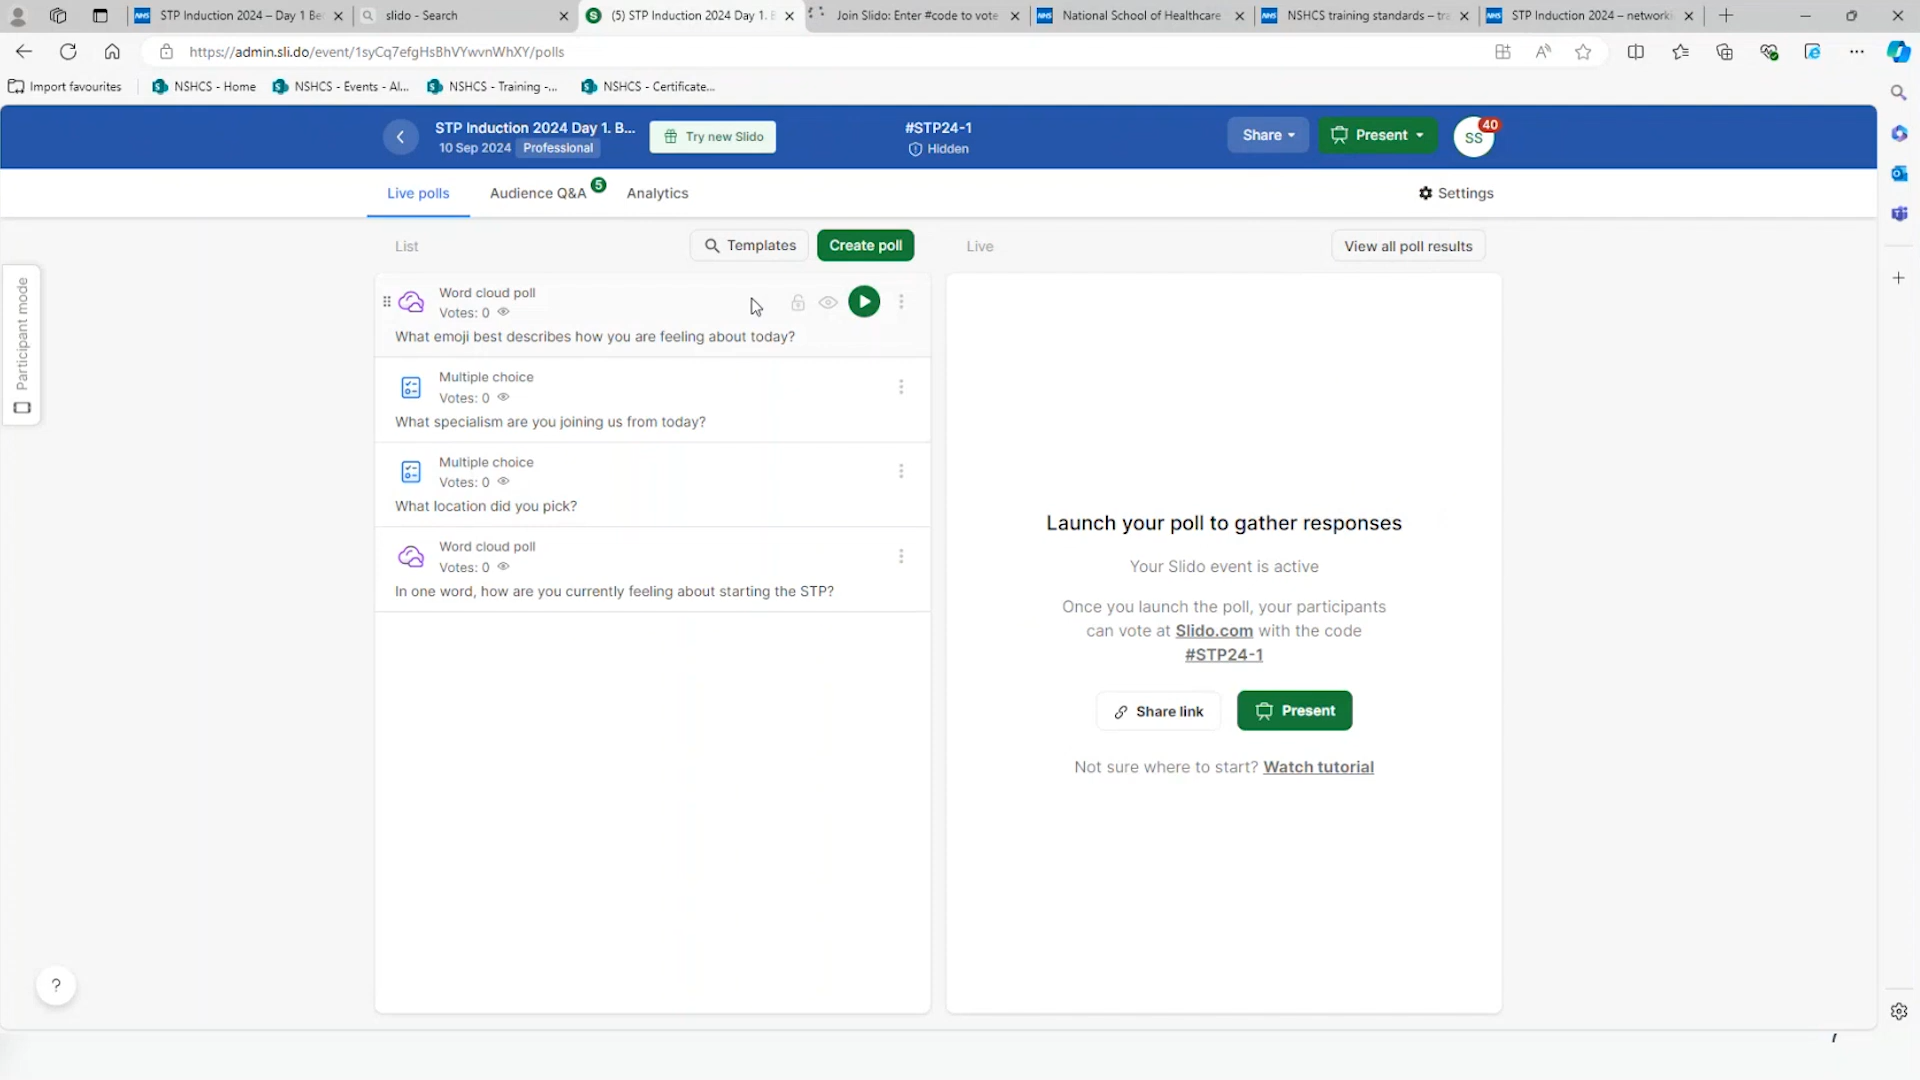 STP Induction 2024 – Day 1 Be
slido - Search
(5) STP Induction 2024 Day 1. B
Join Slido: Enter #code to vote
National School of Healthcare
NSHCS training standards – tra
STP Induction 2024 – networki
https://admin.sli.do/event/1syCq7efgHsBhVYwvnWhXY/polls
Import favourites
NSHCS - Home
NSHCS - Events - Al...
NSHCS - Training -...
NSHCS - Certificate...
STP Induction 2024 Day 1. B...
10 Sep 2024 Professional
Try new Slido
#STP24-1
Hidden
Share
Present
SS
40
Live polls
Audience Q&A 5
Analytics
Settings
List
Templates
Create poll
Live
View all poll results
Participant mode
Word cloud poll
Votes: 0
What emoji best describes how you are feeling about today?
Multiple choice
Votes: 0
What specialism are you joining us from today?
Multiple choice
Votes: 0
What location did you pick?
Word cloud poll
Votes: 0
In one word, how are you currently feeling about starting the STP?
Launch your poll to gather responses
Your Slido event is active
Once you launch the poll, your participants
can vote at Slido.com with the code
#STP24-1
Share link
Present
Not sure where to start? Watch tutorial
?